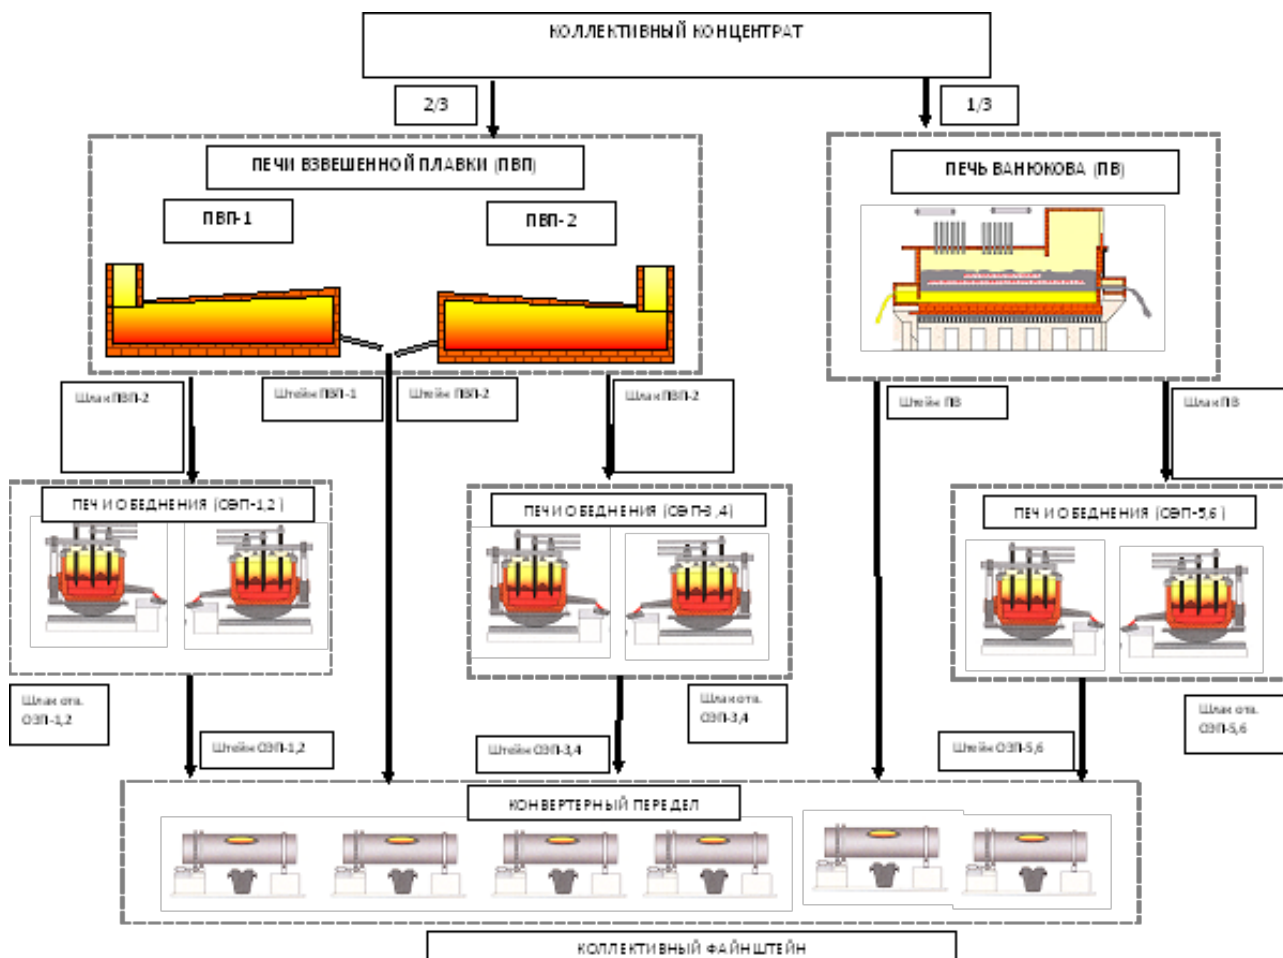 КОЛЛЕКТИВНЫЙ КОНЦЕНТРАТ
2/3
1/3
ПЕЧИ ВЗВЕШЕННОЙ ПЛАВКИ (ПВП)
ПЕЧЬ ВАНЮКОВА (ПВ)
ПВП-1
ПВП-2
Шлак ПВП-2
Штейн ПВП-1
Штейн ПВП-2
Шлак ПВП-2
Штейн ПВ
Шлак ПВ
ПЕЧИ ОБЕДНЕНИЯ (ОЭП-1,2)
ПЕЧИ ОБЕДНЕНИЯ (ОЭП-3,4)
ПЕЧИ ОБЕДНЕНИЯ (ОЭП-5,6)
Шлак отв.
ОЭП-1,2
Штейн ОЭП-1,2
Шлак отв.
ОЭП-3,4
Штейн ОЭП-3,4
Шлак отв.
ОЭП-5,6
Штейн ОЭП-5,6
КОНВЕРТЕРНЫЙ ПЕРЕДЕЛ
КОЛЛЕКТИВНЫЙ ФАЙНШТЕЙН